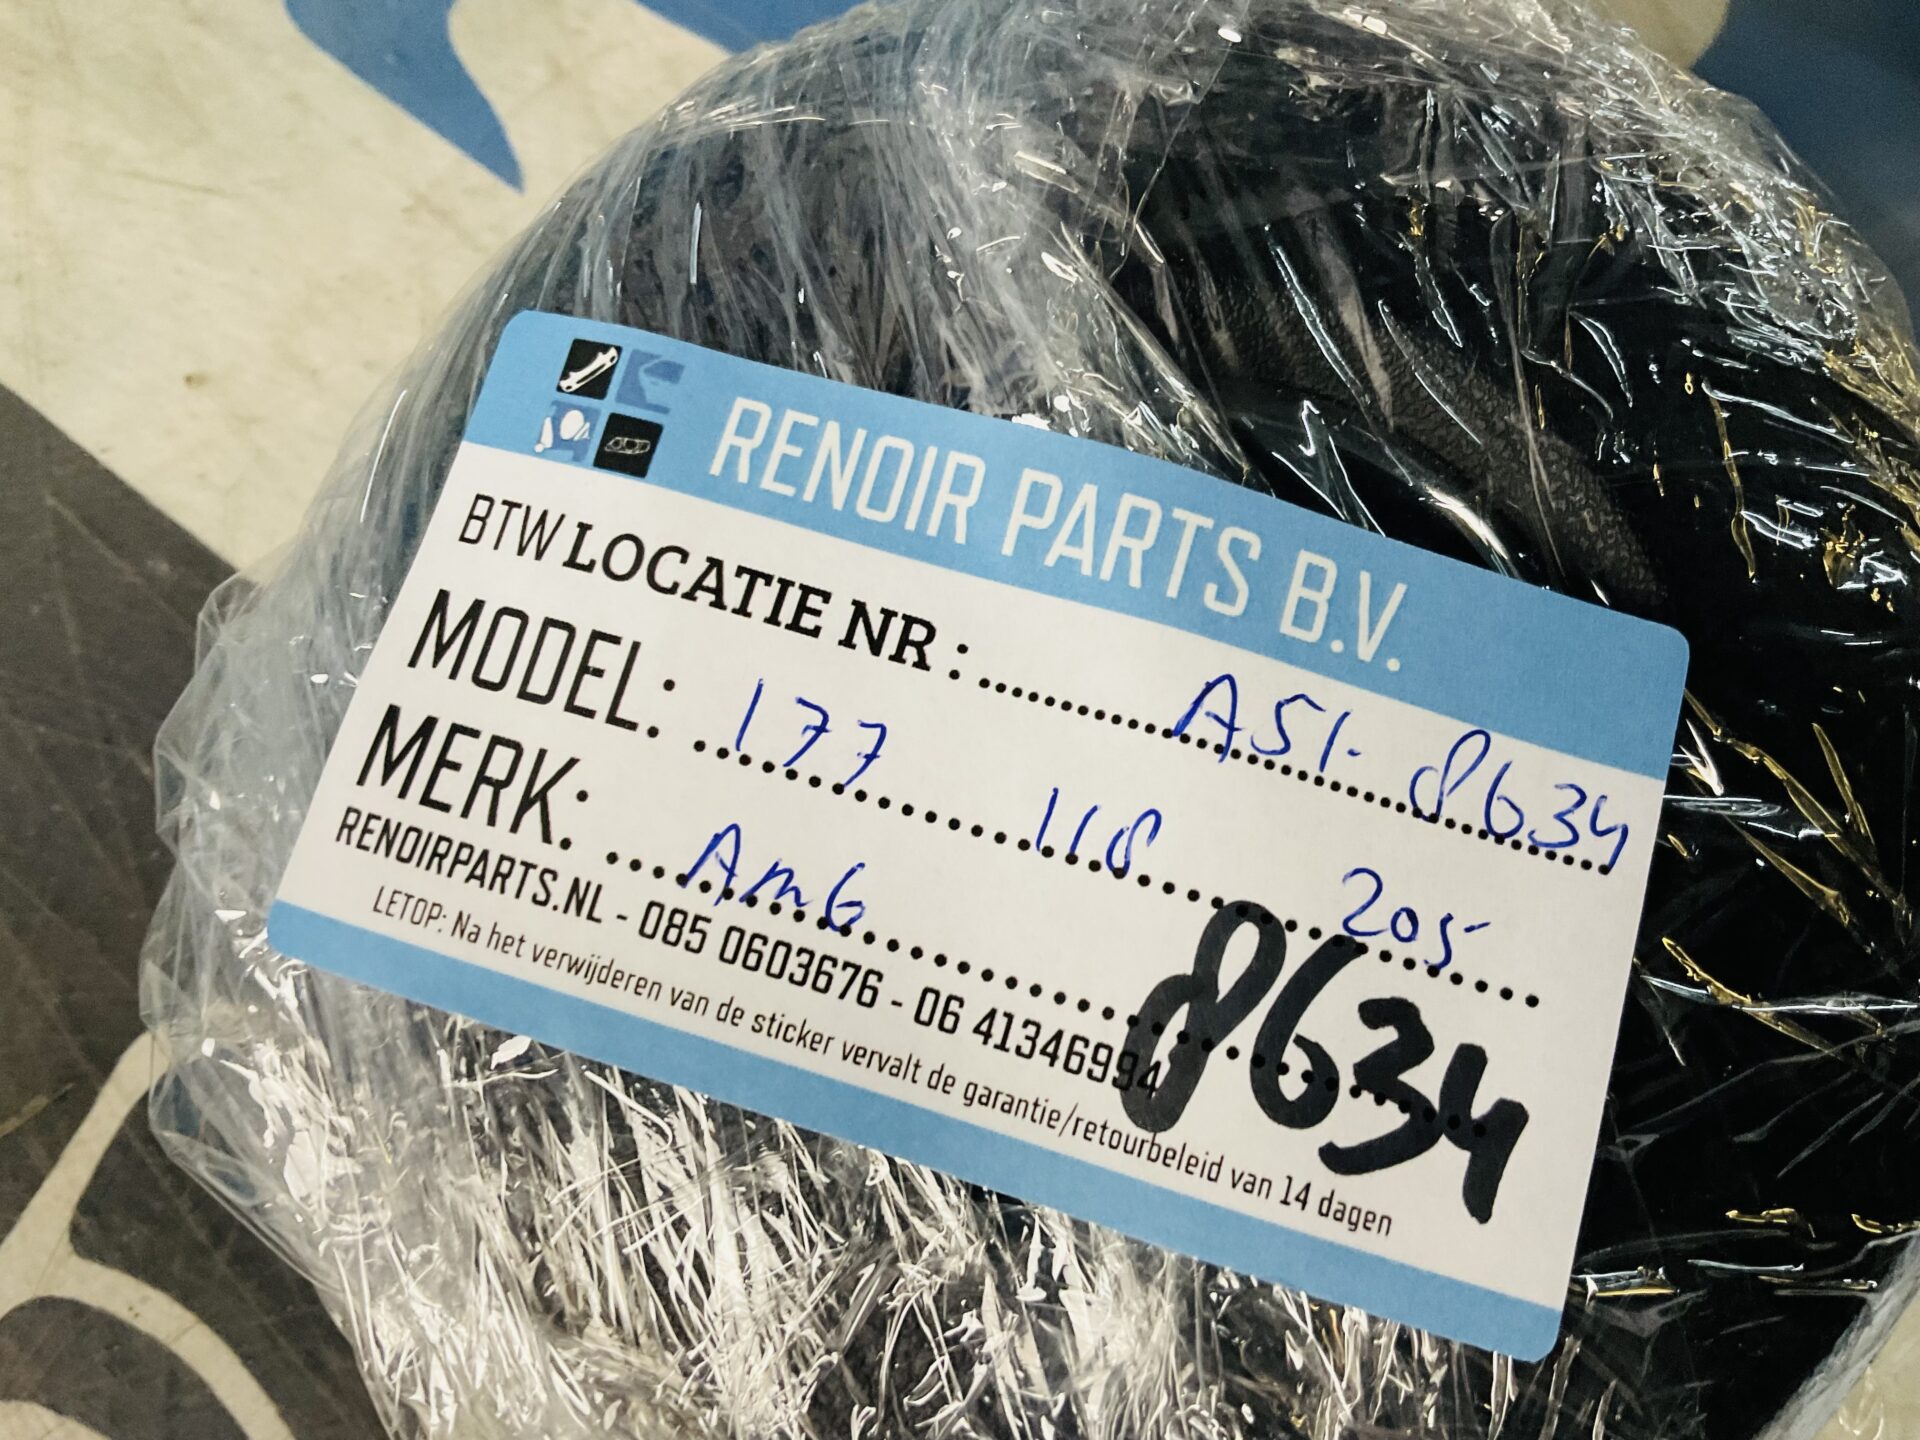 RENOIR PARTS B.V.
BTW LOCATIE NR : A51. 8634
MODEL: 177 118 205
MERK: AMG
8634
RENOIRPARTS.NL - 085 0603676 - 06 41346994
LETOP: Na het verwijderen van de sticker vervalt de garantie/retourbeleid van 14 dagen